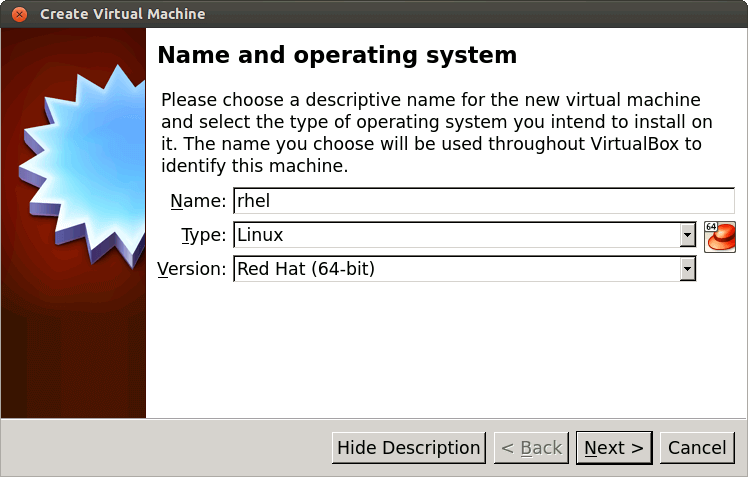 Create Virtual Machine
Name and operating system
Please choose a descriptive name for the new virtual machine
and select the type of operating system you intend to install on
it. The name you choose will be used throughout VirtualBox to
identify this machine.
Name: rhel
Type: Linux
64
Version: Red Hat (64-bit)
Hide Description < Back Next > Cancel